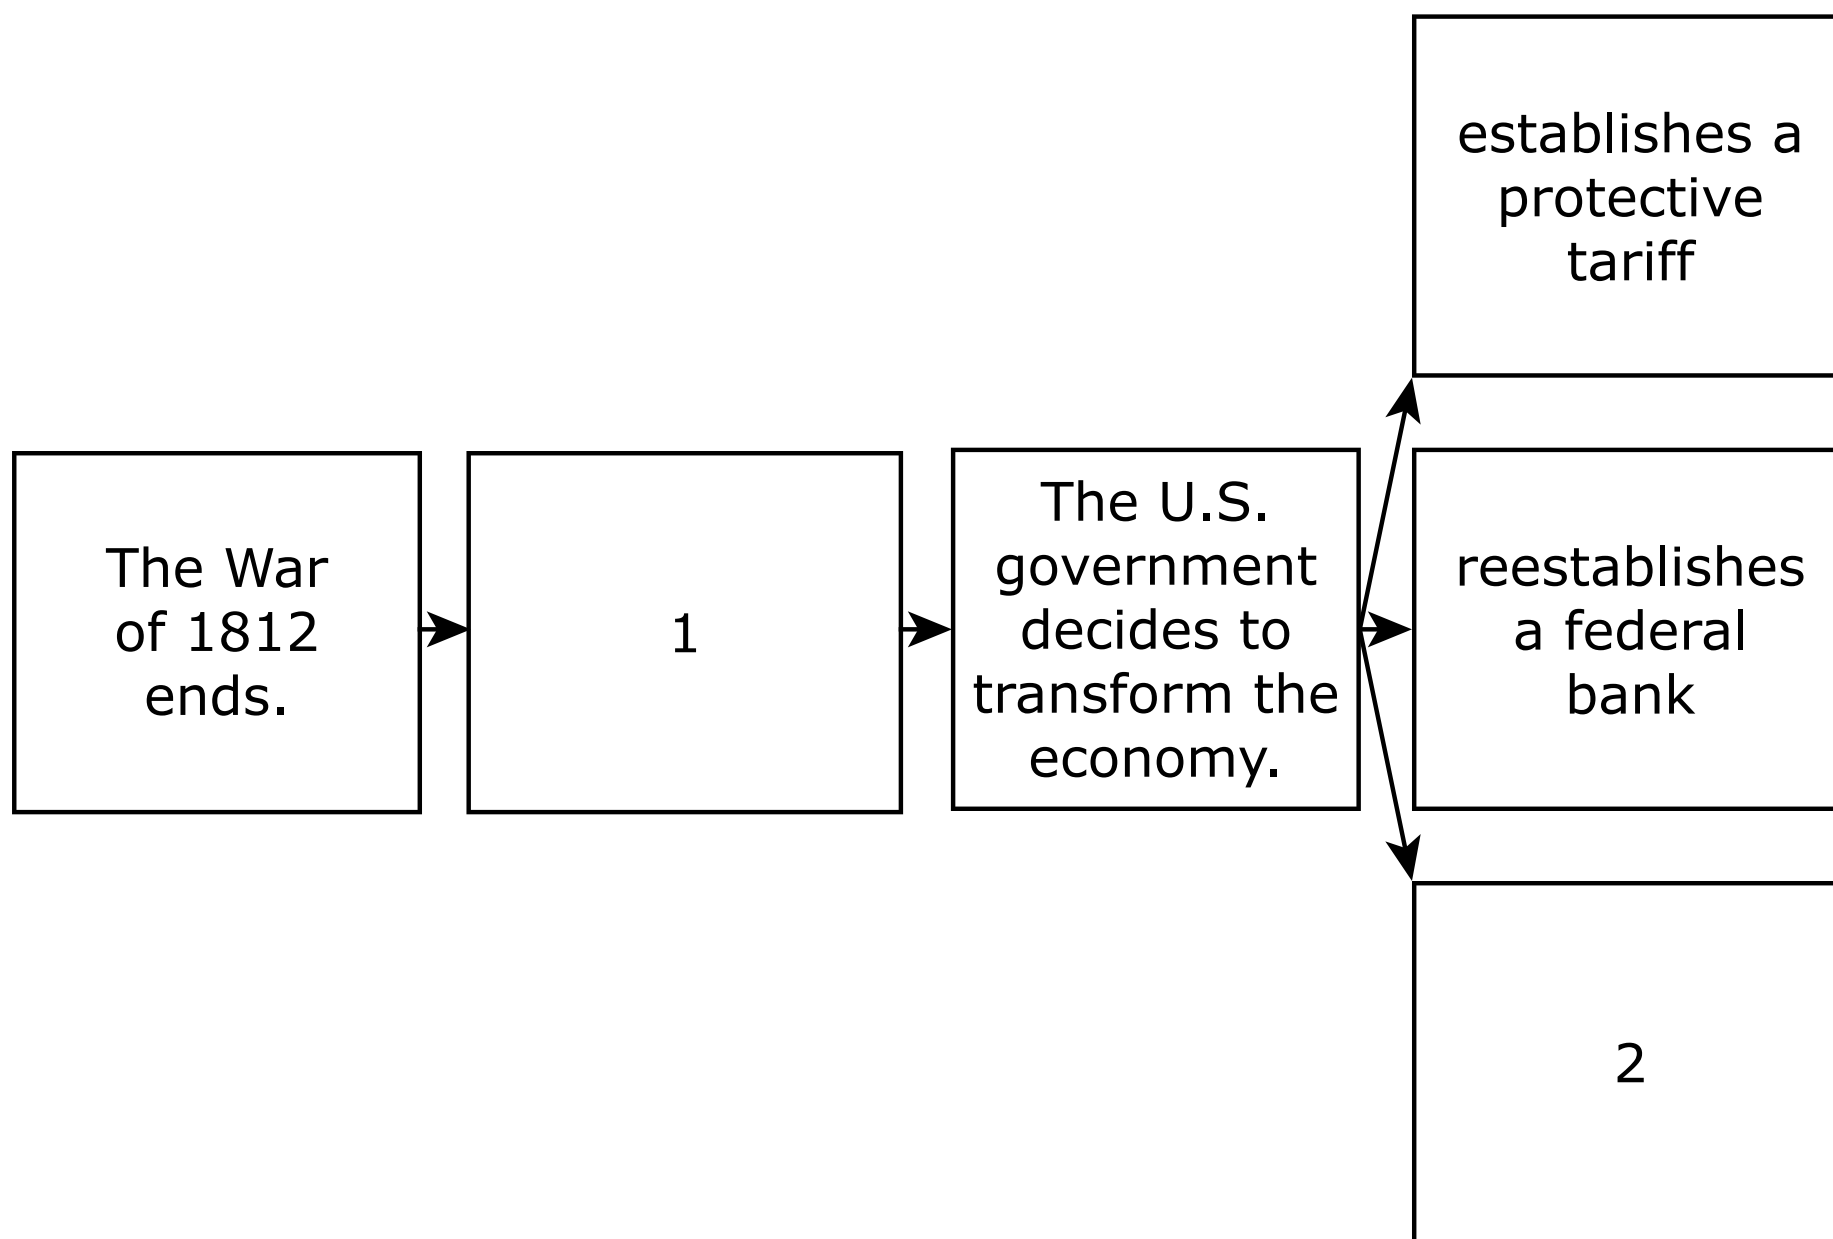 The War
of 1812
ends.
1
The U.S.
government
decides to
transform the
economy.
establishes a
protective
tariff
reestablishes
a federal
bank
2